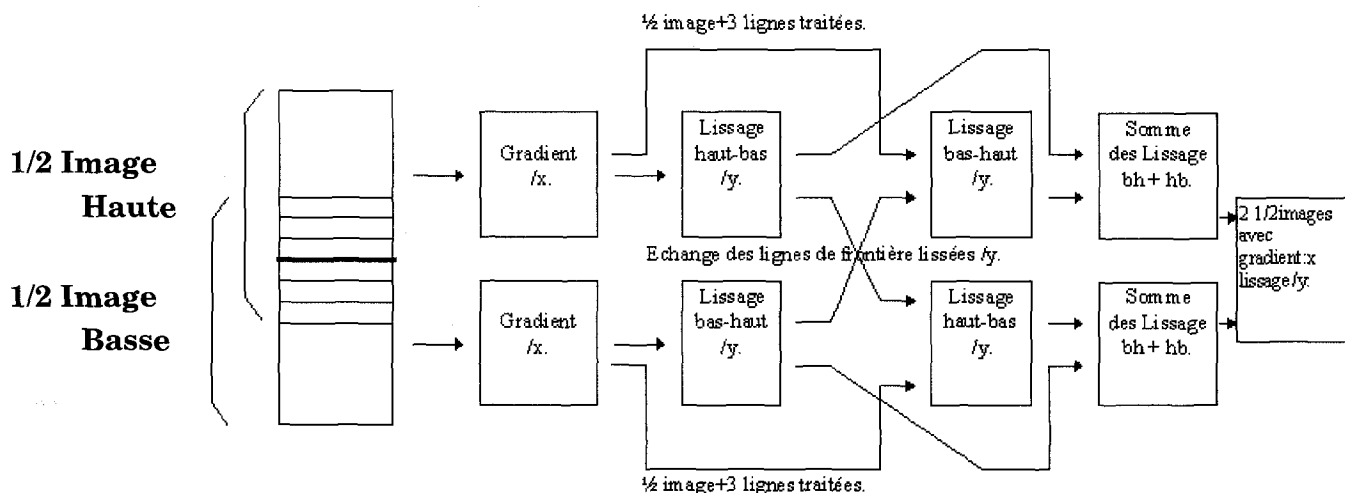 ½ image+3 lignes traitées.
1/2 Image
Haute
Gradient
/x.
Lissage
haut-bas
/y.
Lissage
bas-haut
/y.
Somme
des Lissage
bh+ hb.
Echange des lignes de frontière lissées /y.
2 1/2images
avec
gradient:x
lissage/y.
1/2 Image
Basse
Gradient
/x.
Lissage
bas-haut
/y.
Lissage
haut-bas
/y.
Somme
des Lissage
bh+ hb.
½ image+3 lignes traitées.